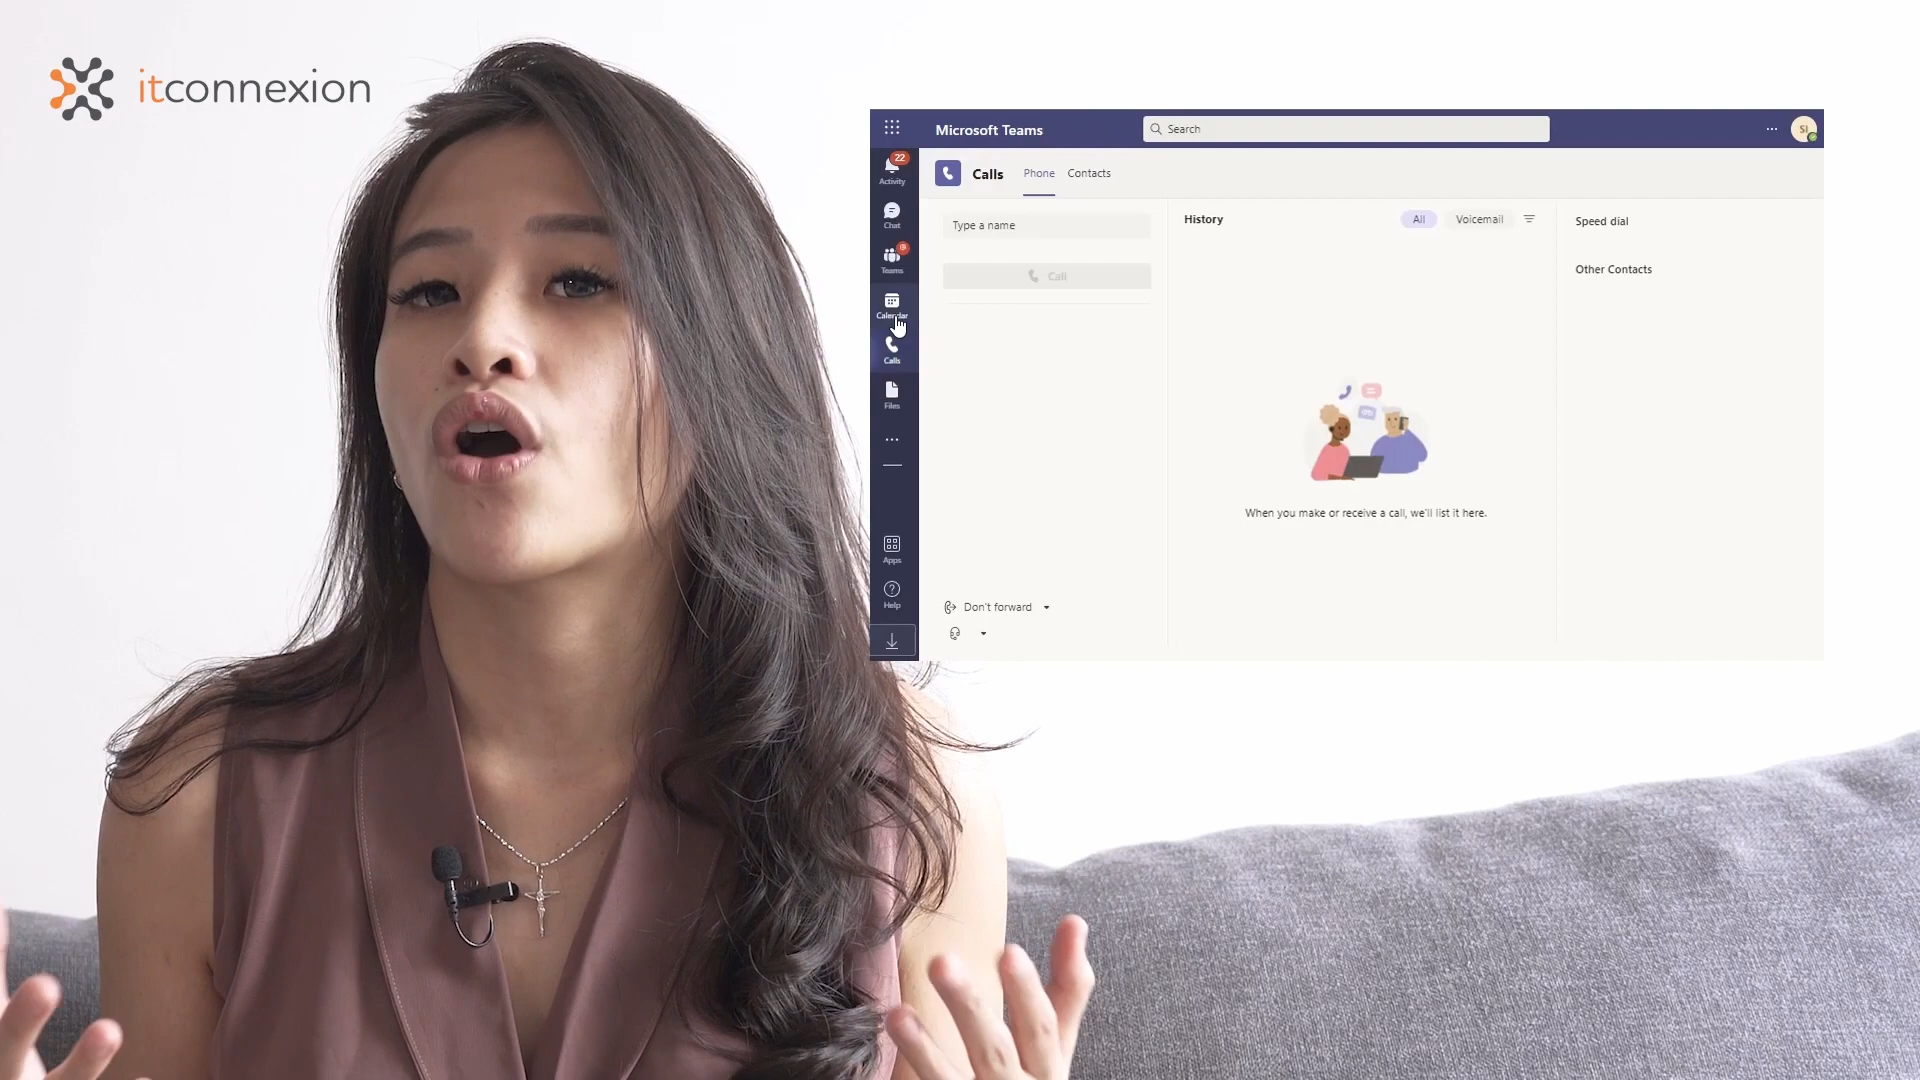 itconnexion
Microsoft Teams
Search
SI
22
Activity
Chat
Teams
Calendar
Calls
Files
Apps
Help
Calls
Phone
Contacts
Type a name
Call
Don't forward
History
All
Voicemail
When you make or receive a call, we'll list it here.
Speed dial
Other Contacts